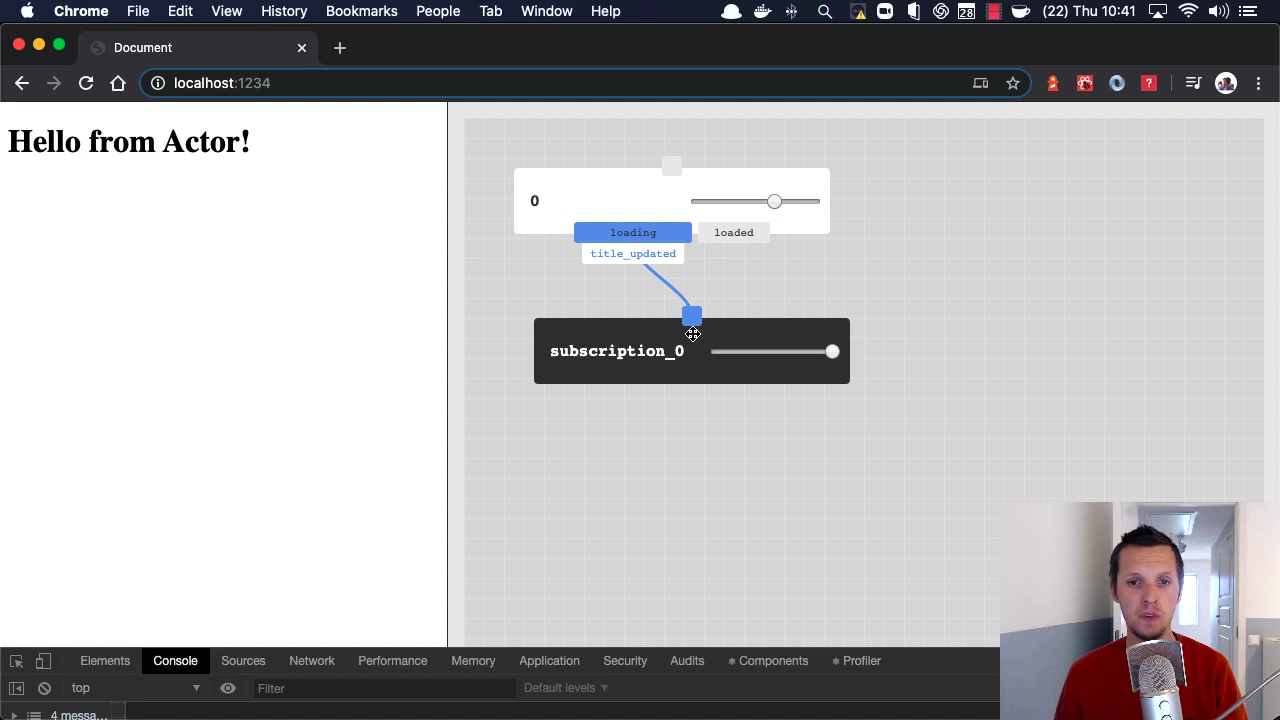 Chrome File Edit View History Bookmarks People Tab Window Help 28 (22) Thu 10:41
Document
localhost:1234
Hello from Actor!
0
loading loaded
title_updated
subscription_0
Elements Console Sources Network Performance Memory Application Security Audits Components Profiler
top Filter Default levels
4 messa...